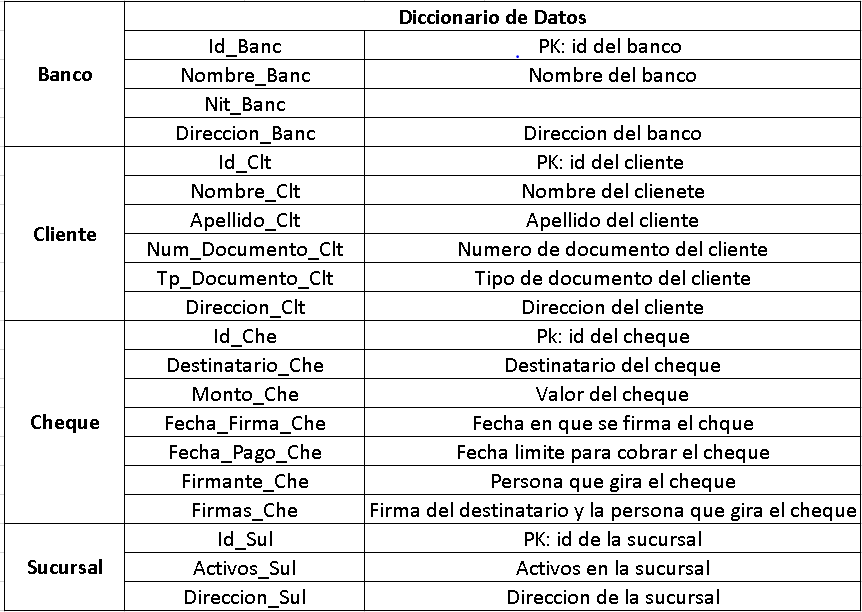 Diccionario de Datos
Banco
Id_Banc PK: id del banco
Nombre_Banc Nombre del banco
Nit_Banc
Direccion_Banc Direccion del banco
Cliente
Id_Clt PK: id del cliente
Nombre_Clt Nombre del clienete
Apellido_Clt Apellido del cliente
Num_Documento_Clt Numero de documento del cliente
Tp_Documento_Clt Tipo de documento del cliente
Direccion_Clt Direccion del cliente
Cheque
Id_Che Pk: id del cheque
Destinatario_Che Destinatario del cheque
Monto_Che Valor del cheque
Fecha_Firma_Che Fecha en que se firma el chque
Fecha_Pago_Che Fecha limite para cobrar el cheque
Firmante_Che Persona que gira el cheque
Firmas_Che Firma del destinatario y la persona que gira el cheque
Sucursal
Id_Sul PK: id de la sucursal
Activos_Sul Activos en la sucursal
Direccion_Sul Direccion de la sucursal